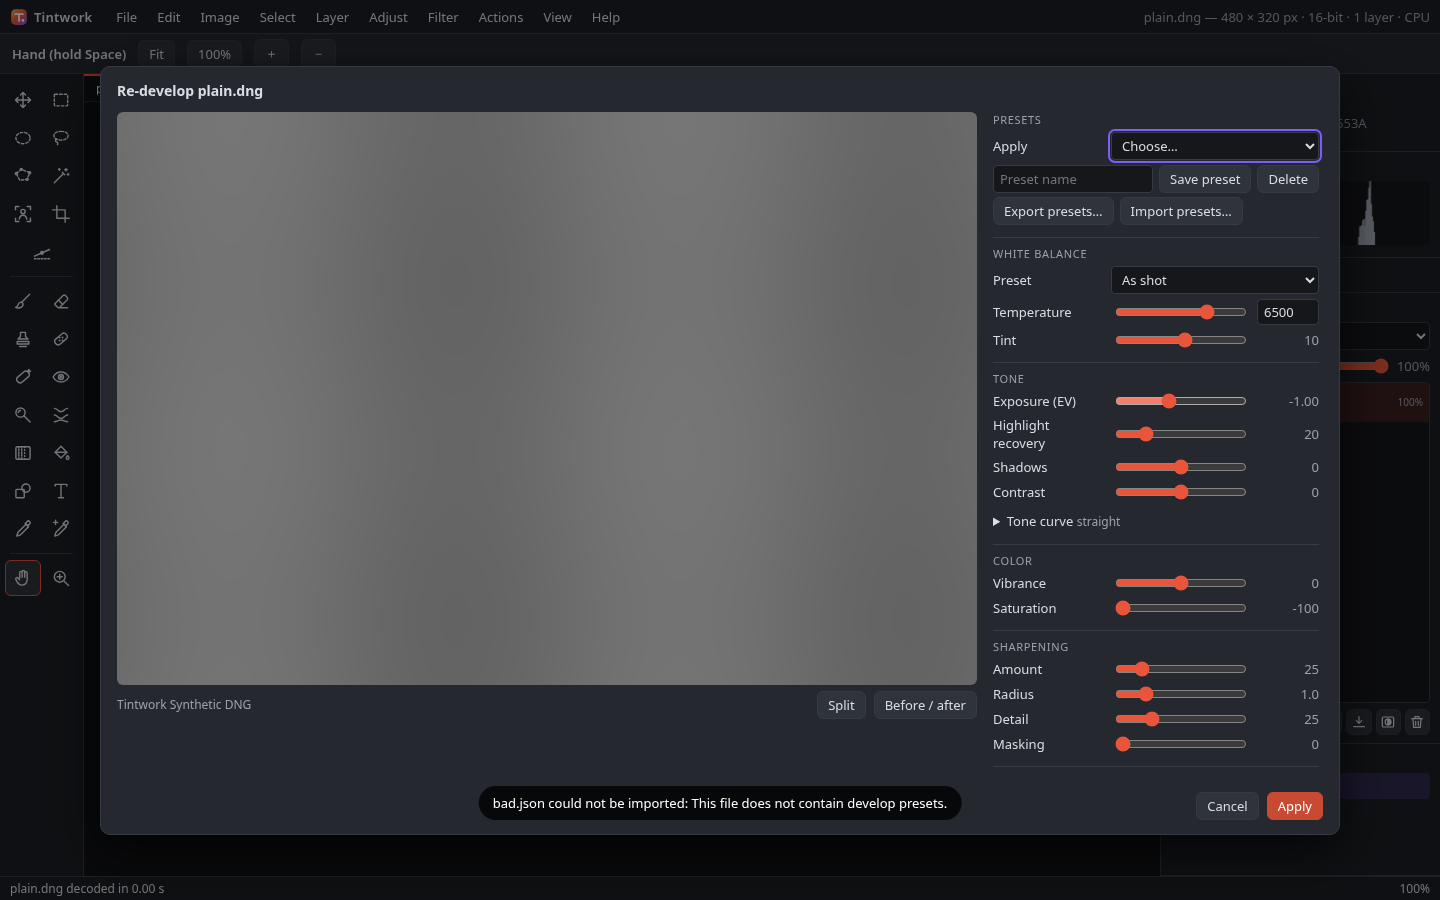 Tintwork File Edit Image Select Layer Adjust Filter Actions View Help plain.dng — 480 × 320 px · 16-bit · 1 layer · CPU
Hand (hold Space) Fit 100% + −
Re-develop plain.dng
PRESETS
Apply Choose...
Preset name Save preset Delete
Export presets... Import presets...
WHITE BALANCE
Preset As shot
Temperature 6500
Tint 10
TONE
Exposure (EV) -1.00
Highlight
recovery 20
Shadows 0
Contrast 0
Tone curve straight
COLOR
Vibrance 0
Saturation -100
SHARPENING
Amount 25
Radius 1.0
Detail 25
Masking 0
Tintwork Synthetic DNG Split Before / after
bad.json could not be imported: This file does not contain develop presets.
Cancel Apply
100%
100%
plain.dng decoded in 0.00 s 100%